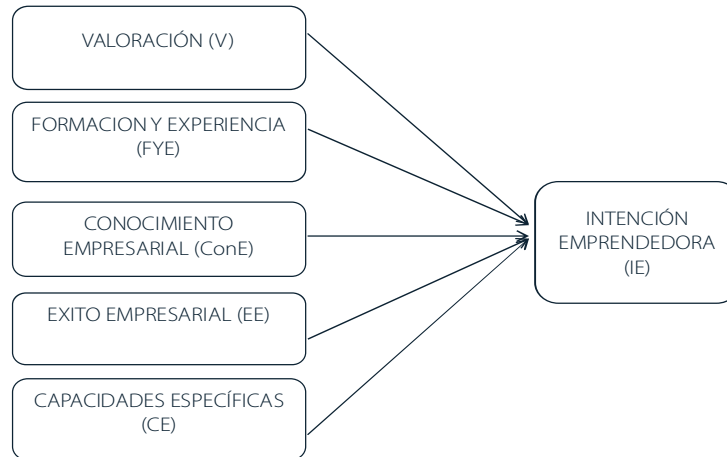 VALORACIÓN (V)
FORMACION Y EXPERIENCIA
(FYE)
CONOCIMIENTO
EMPRESARIAL (ConE)
EXITO EMPRESARIAL (EE)
CAPACIDADES ESPECÍFICAS
(CE)
INTENCIÓN
EMPRENDEDORA
(IE)